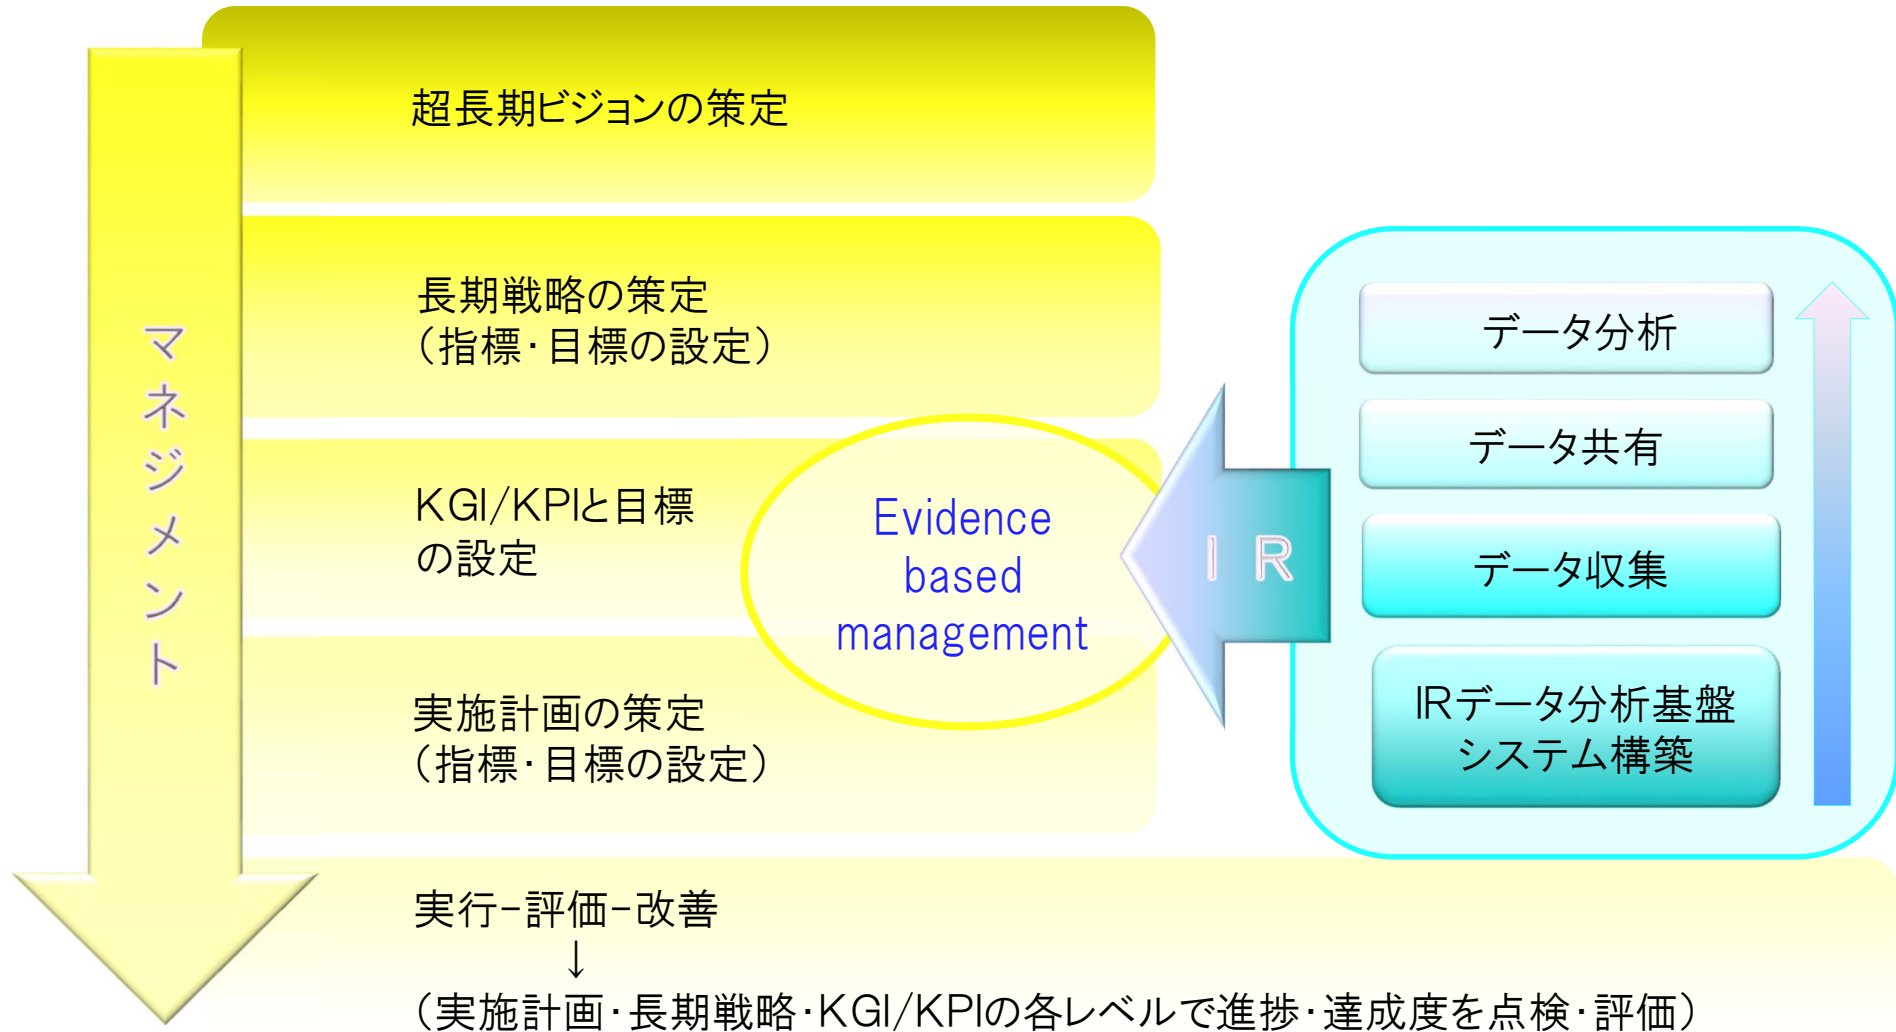 マネジメント
超長期ビジョンの策定
長期戦略の策定
（指標・目標の設定）
KGI/KPIと目標
の設定
実施計画の策定
（指標・目標の設定）
Evidence
based
management
IR
データ分析
データ共有
データ収集
IRデータ分析基盤
システム構築
実行-評価-改善
↓
（実施計画・長期戦略・KGI/KPIの各レベルで進捗・達成度を点検・評価）